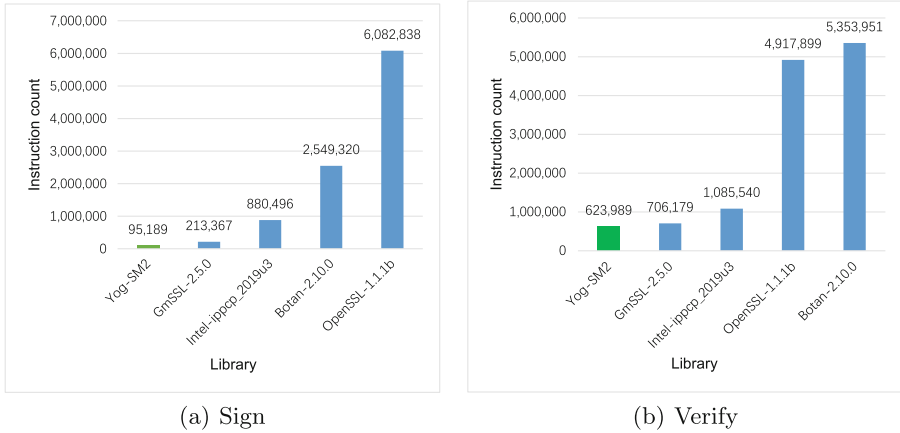 7,000,000
6,000,000
5,000,000
4,000,000
3,000,000
2,000,000
1,000,000
0
Instruction count
6,082,838
2,549,320
880,496
213,367
95,189
Yog-SM2
GmSSL-2.5.0
Intel-ippcp_2019u3
Botan-2.10.0
OpenSSL-1.1.1b
Library
(a) Sign
6,000,000
5,000,000
4,000,000
3,000,000
2,000,000
1,000,000
0
Instruction count
5,353,951
4,917,899
1,085,540
706,179
623,989
Yog-SM2
GmSSL-2.5.0
Intel-ippcp_2019u3
OpenSSL-1.1.1b
Botan-2.10.0
Library
(b) Verify